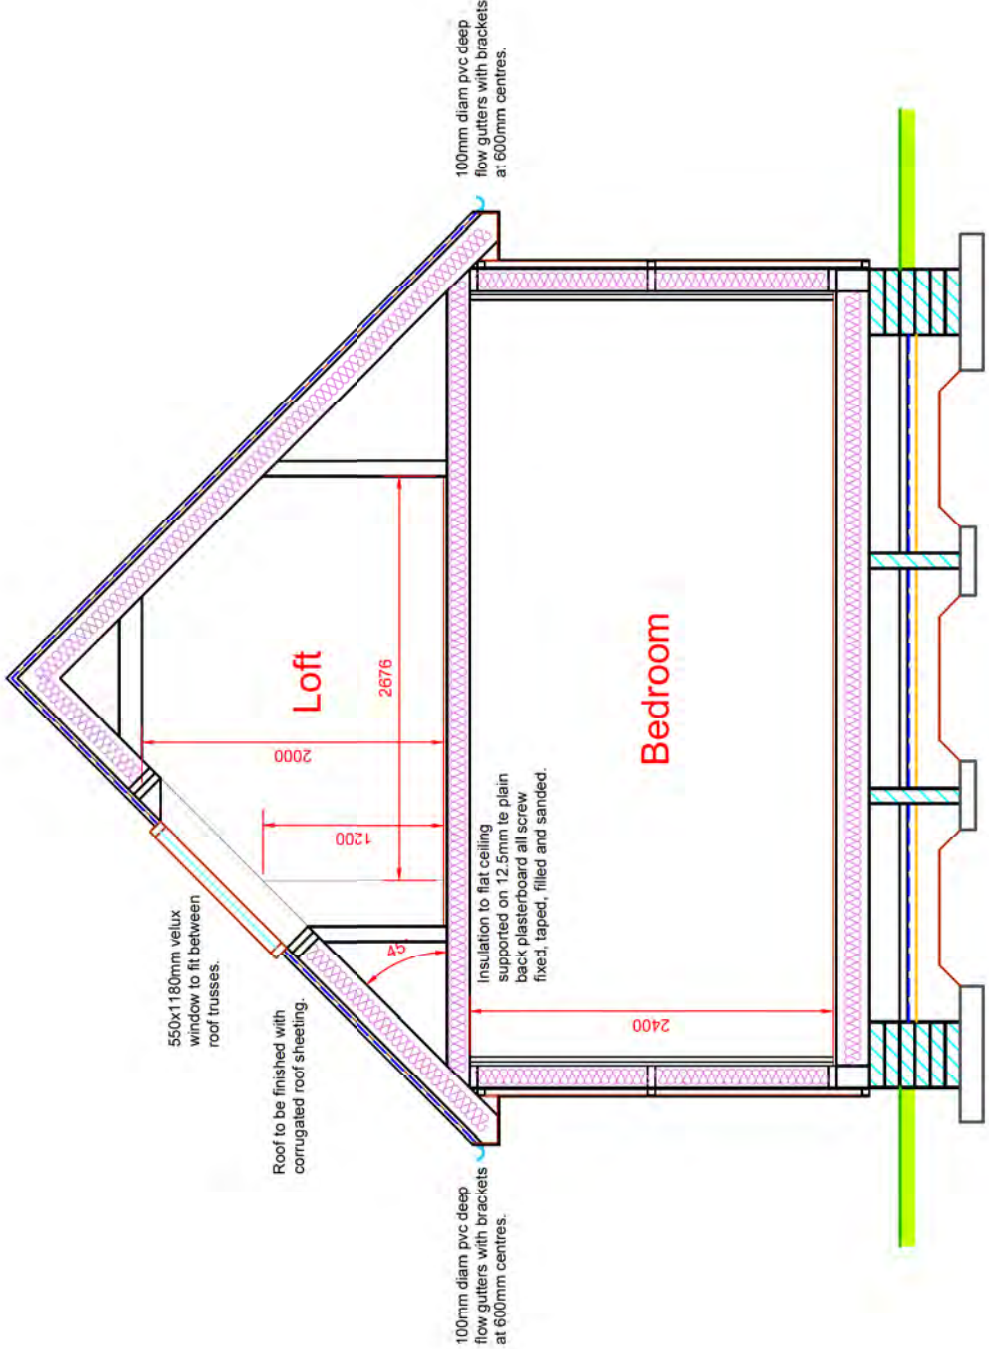 550x1180mm velux
window to fit between
roof trusses.
Roof to be finished with
corrugated roof sheeting.
100mm diam pvc deep
flow gutters with brackets
at 600mm centres.
100mm diam pvc deep
flow gutters with brackets
at 600mm centres.
Loft
2000
1200
2676
45
Insulation to flat ceiling
supported on 12.5mm te plain
back plasterboard all screw
fixed, taped, filled and sanded.
Bedroom
2400